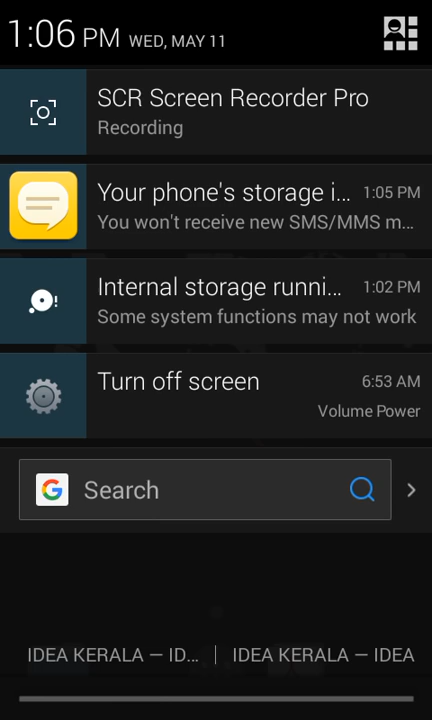 1:06 PM WED, MAY 11
SCR Screen Recorder Pro
Recording
Your phone's storage i... 1:05 PM
You won't receive new SMS/MMS m...
Internal storage runni... 1:02 PM
Some system functions may not work
Turn off screen 6:53 AM
Volume Power
G Search
IDEA KERALA — ID... | IDEA KERALA — IDEA